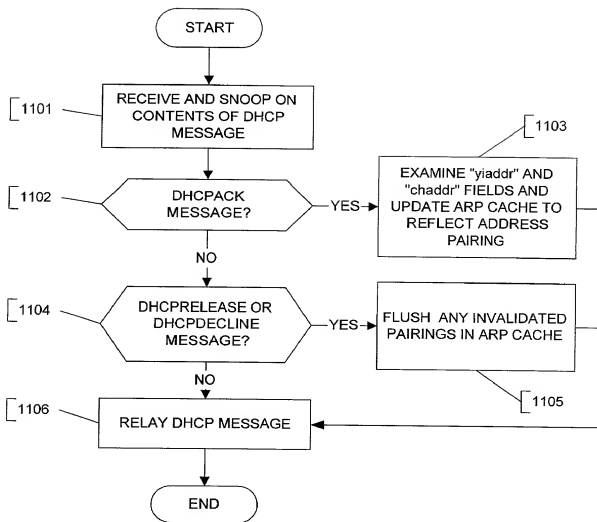 START
1101
RECEIVE AND SNOOP ON
CONTENTS OF DHCP
MESSAGE
1102
DHCPACK
MESSAGE?
YES
1103
EXAMINE "yiaddr" AND
"chaddr" FIELDS AND
UPDATE ARP CACHE TO
REFLECT ADDRESS
PAIRING
NO
1104
DHCPRELEASE OR
DHCPDECLINE
MESSAGE?
YES
FLUSH ANY INVALIDATED
PAIRINGS IN ARP CACHE
1105
NO
1106
RELAY DHCP MESSAGE
END